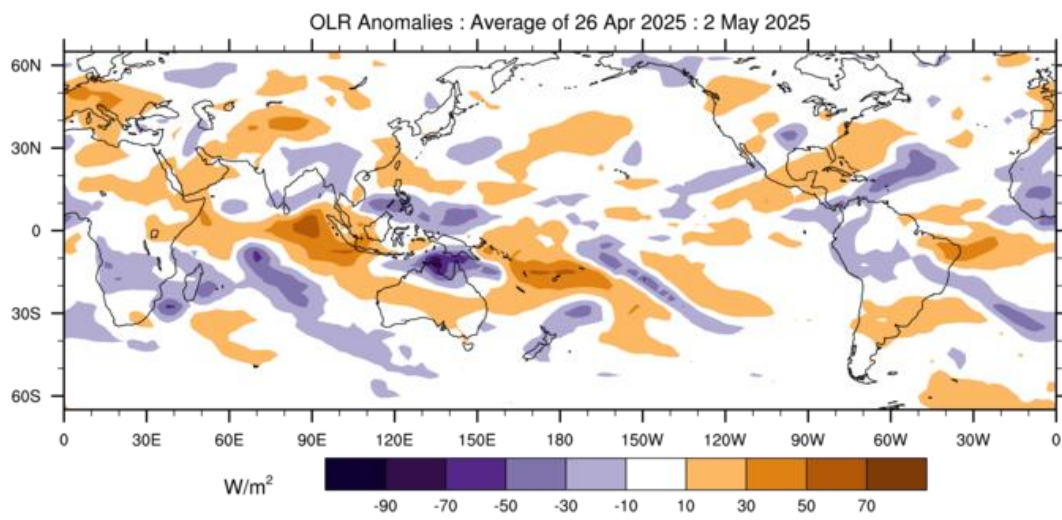 OLR Anomalies : Average of 26 Apr 2025 : 2 May 2025
60N
30N
0
30S
60S
0 30E 60E 90E 120E 150E 180 150W 120W 90W 60W 30W 0
W/m²
-90 -70 -50 -30 -10 10 30 50 70